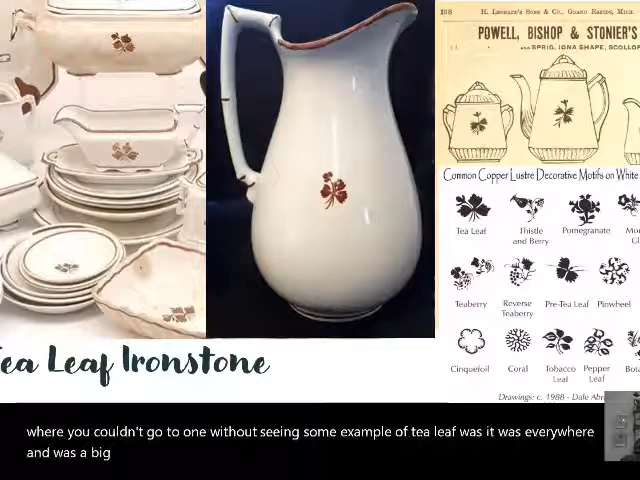 138 H. Leonard's Sons & Co., Grand Rapids, Mich.
POWELL, BISHOP & STONIER'S
SPRIG, IONA SHAPE, SCOLLOP
Common Copper Lustre Decorative Motifs on White
Tea Leaf
Thistle
and Berry
Pomegranate
Teaberry
Reverse
Teaberry
Pre-Tea Leaf
Pinwheel
Cinquefoil
Coral
Tobacco
Leaf
Pepper
Leaf
Drawings: c. 1988 - Dale
ea Leaf Ironstone
where you couldn't go to one without seeing some example of tea leaf was it was everywhere
and was a big